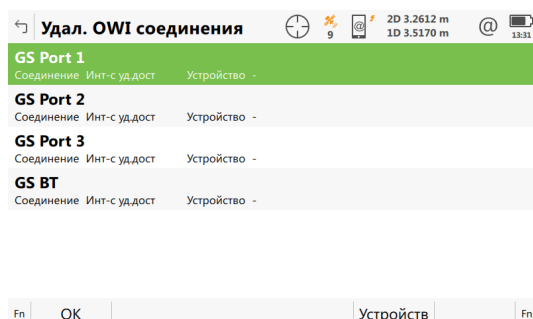 Удал. OWI соединения
9
@
2D 3.2612 m
1D 3.5170 m
@
13:31
GS Port 1
Соединение Инт-с уд.дост Устройство -
GS Port 2
Соединение Инт-с уд.дост Устройство -
GS Port 3
Соединение Инт-с уд.дост Устройство -
GS BT
Соединение Инт-с уд.дост Устройство -
Fn OK Устройств Fn